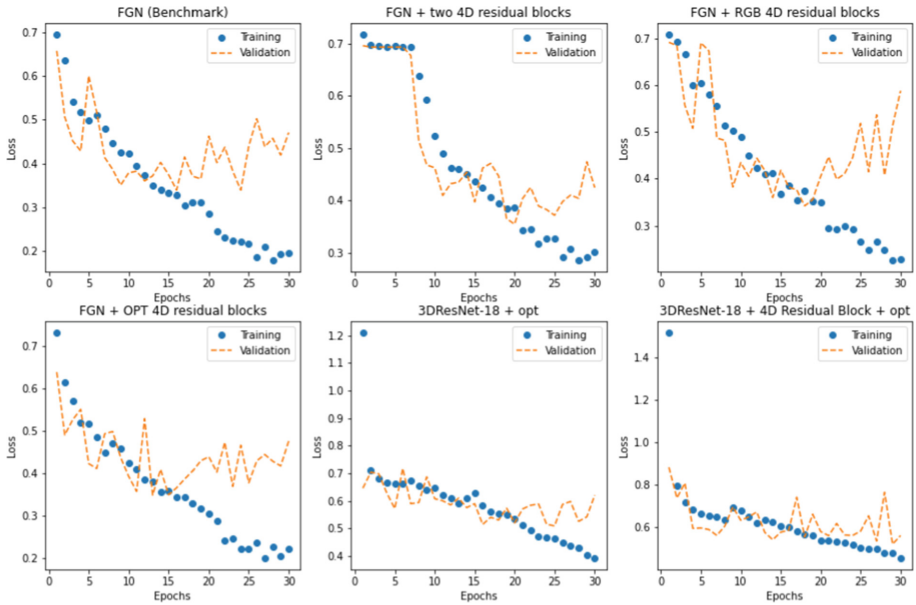 FGN (Benchmark)
Training
Validation
0.7
0.6
0.5
0.4
0.3
0.2
Loss
0 5 10 15 20 25 30
Epochs
FGN + two 4D residual blocks
Training
Validation
0.7
0.6
0.5
0.4
0.3
Loss
0 5 10 15 20 25 30
Epochs
FGN + RGB 4D residual blocks
Training
Validation
0.7
0.6
0.5
0.4
0.3
Loss
0 5 10 15 20 25 30
Epochs
FGN + OPT 4D residual blocks
Training
Validation
0.7
0.6
0.5
0.4
0.3
0.2
Loss
0 5 10 15 20 25 30
Epochs
3DResNet-18 + opt
Training
Validation
1.2
1.1
1.0
0.9
0.8
0.7
0.6
0.5
0.4
Loss
0 5 10 15 20 25 30
Epochs
3DResNet-18 + 4D Residual Block + opt
Training
Validation
1.4
1.2
1.0
0.8
0.6
Loss
0 5 10 15 20 25 30
Epochs